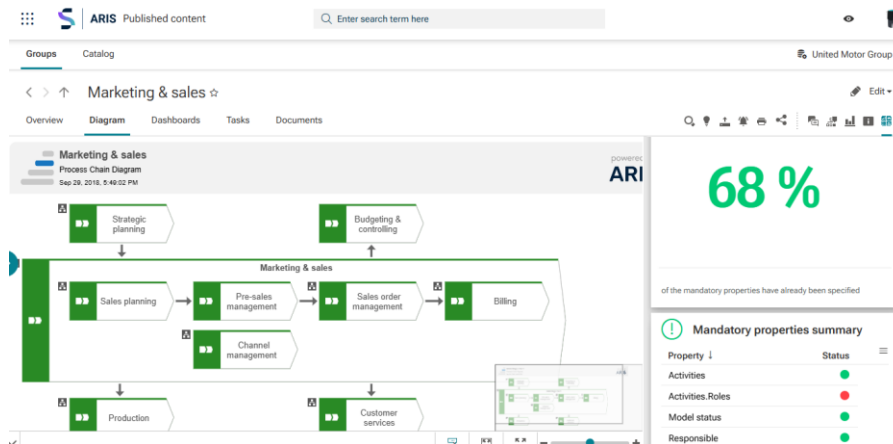 ARIS Published content
Enter search term here
Groups
Catalog
United Motor Group
Marketing & sales
Edit
Overview
Diagram
Dashboards
Tasks
Documents
Marketing & sales
Process Chain Diagram
Sep 29, 2018, 5:49:02 PM
powered
ARI
68 %
of the mandatory properties have already been specified
Strategic
planning
Budgeting &
controlling
Marketing & sales
Sales planning
Pre-sales
management
Sales order
management
Billing
Channel
management
Production
Customer
services
Mandatory properties summary
Property ↓
Status
Activities
Activities.Roles
Model status
Responsible